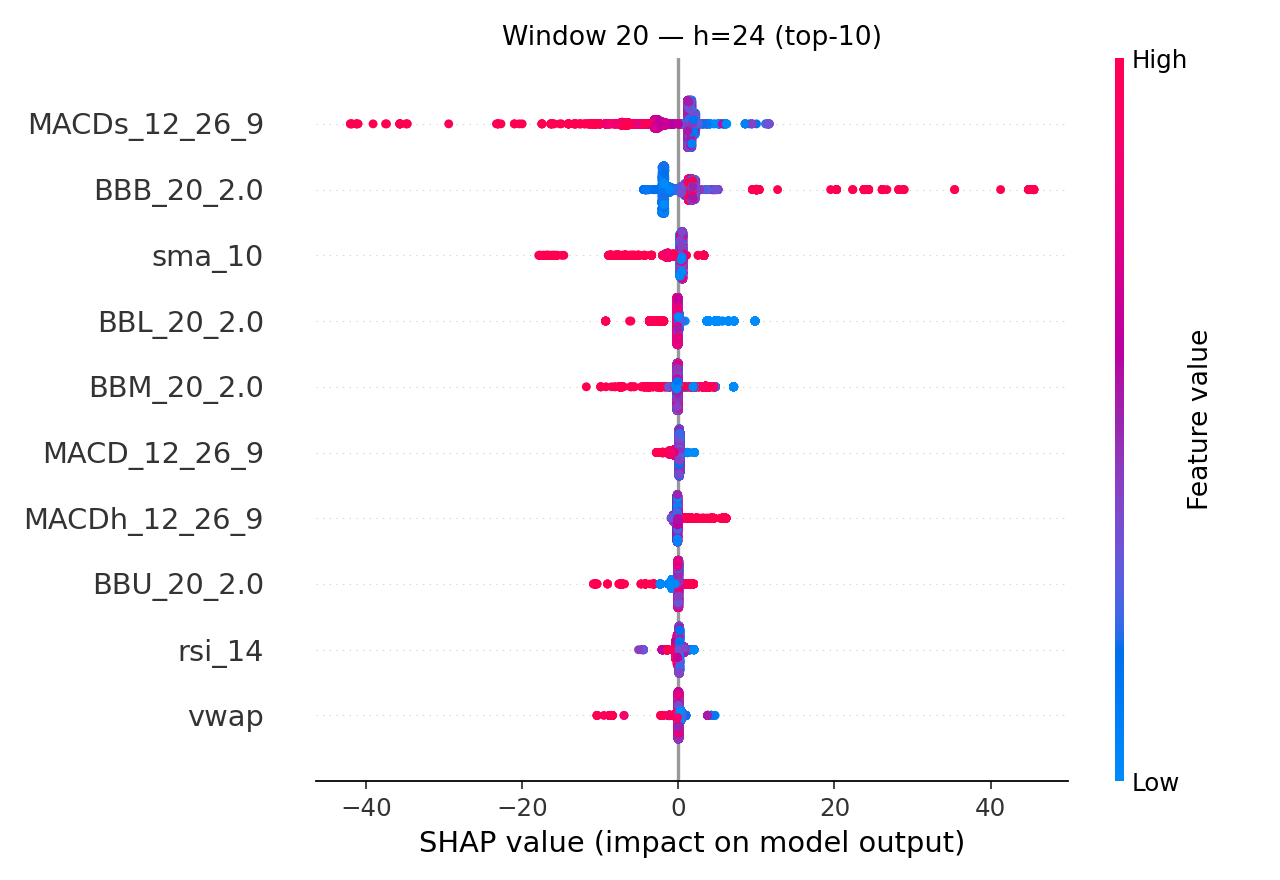 Window 20 — h=24 (top-10)
High
MACDs_12_26_9
BBB_20_2.0
sma_10
BBL_20_2.0
BBM_20_2.0
MACD_12_26_9
MACDh_12_26_9
BBU_20_2.0
rsi_14
vwap
Feature value
Low
−40 −20 0 20 40
SHAP value (impact on model output)